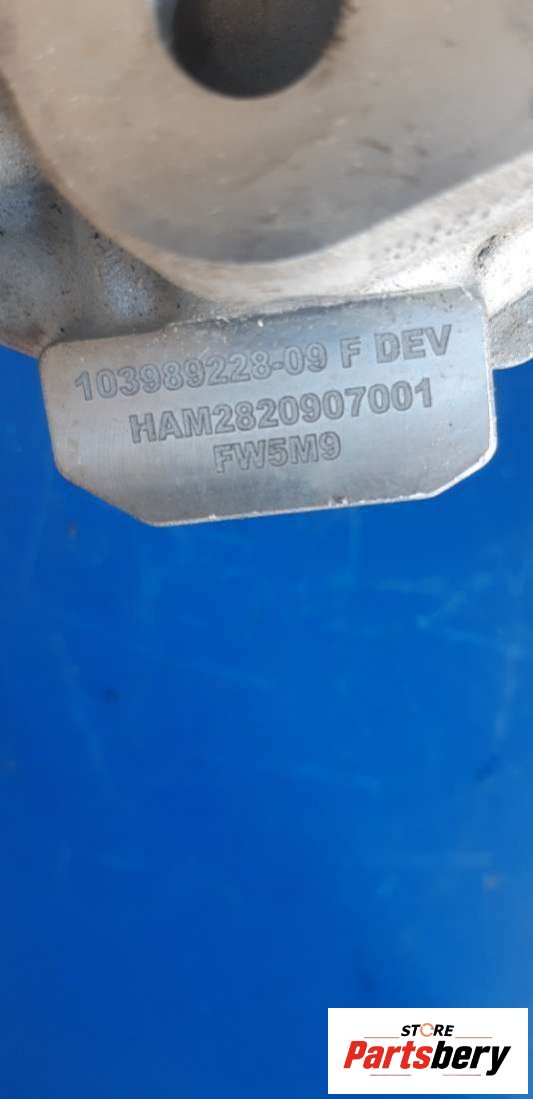 103989228-09 F DEV
HAM2820907001
FW5M9
STORE
Partsbery